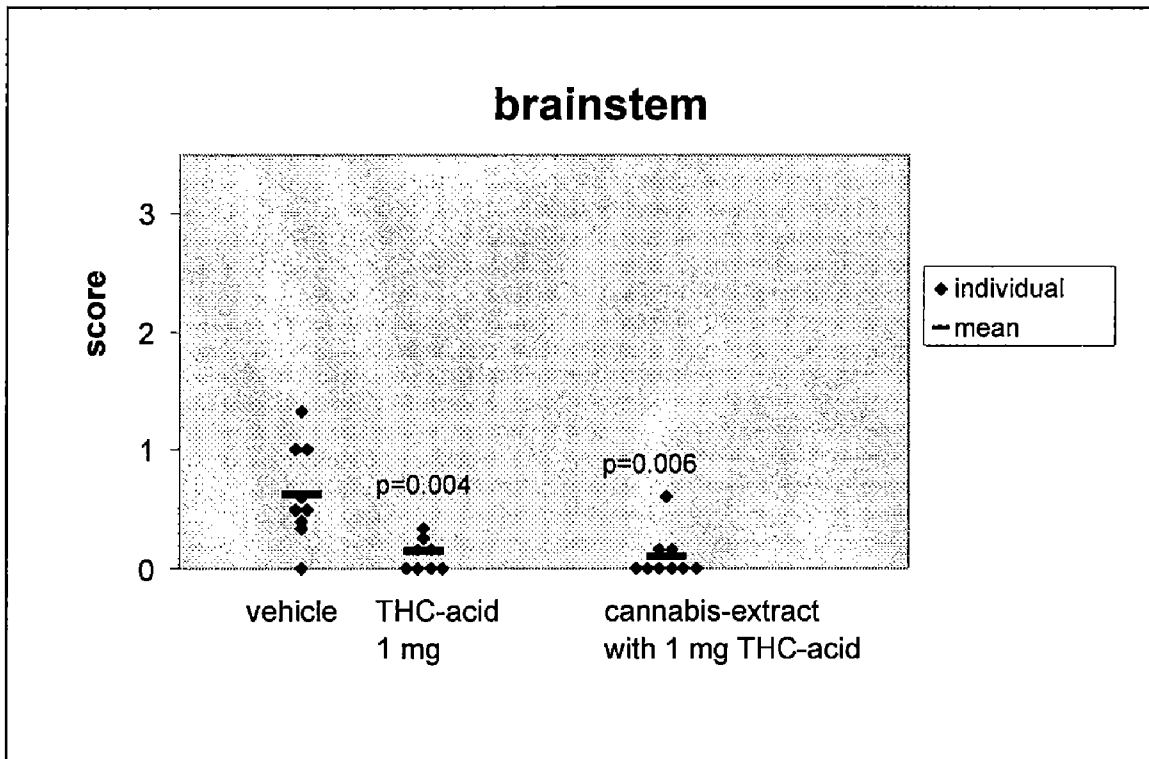 brainstem
3
2
1
0
score
p=0.004
p=0.006
vehicle
THC-acid
1 mg
cannabis-extract
with 1 mg THC-acid
individual
mean